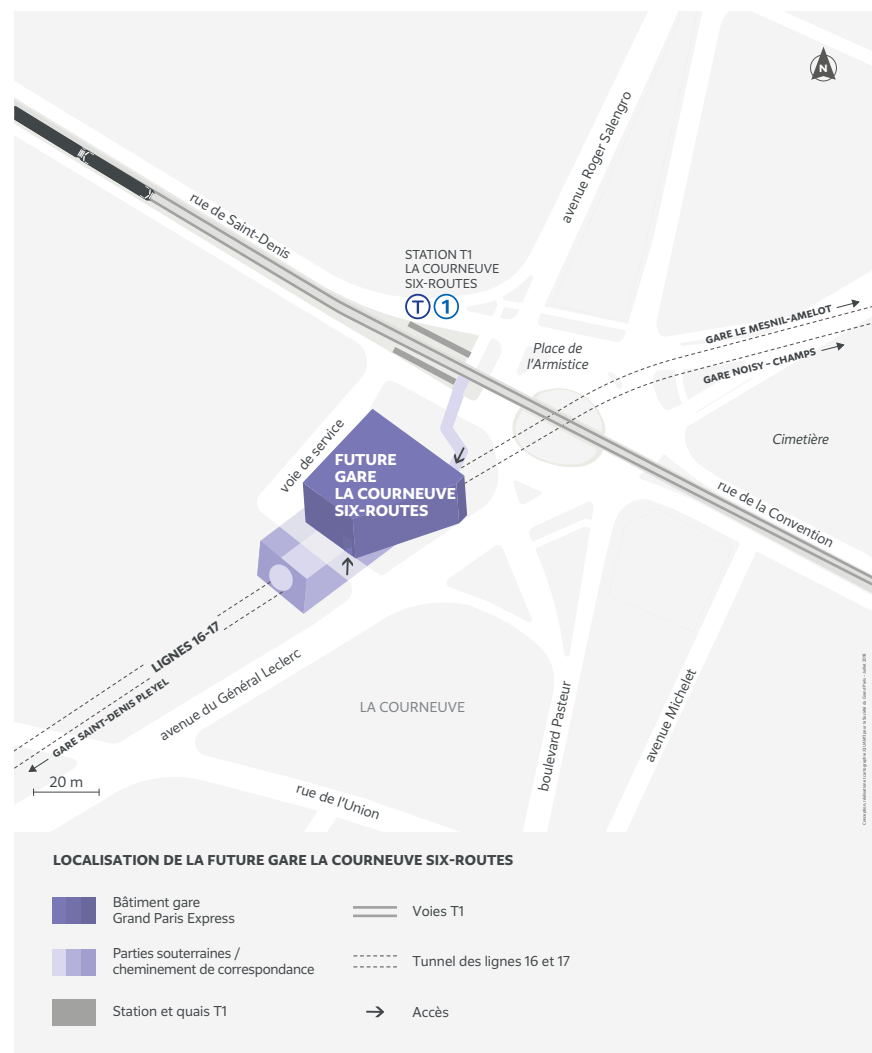 N
avenue Roger Salengro
rue de Saint-Denis
STATION T1
LA COURNEUVE
SIX-ROUTES
T 1
GARE LE MESNIL-AMELOT
GARE NOISY – CHAMPS
Place de
l'Armistice
Cimetière
voie de service
FUTURE
GARE
LA COURNEUVE
SIX-ROUTES
rue de la Convention
LIGNES 16-17
GARE SAINT-DENIS PLEYEL
avenue du Général Leclerc
LA COURNEUVE
boulevard Pasteur
avenue Michelet
20 m
rue de l'Union
LOCALISATION DE LA FUTURE GARE LA COURNEUVE SIX-ROUTES
Bâtiment gare
Grand Paris Express
Voies T1
Parties souterraines /
cheminement de correspondance
Tunnel des lignes 16 et 17
Station et quais T1
Accès